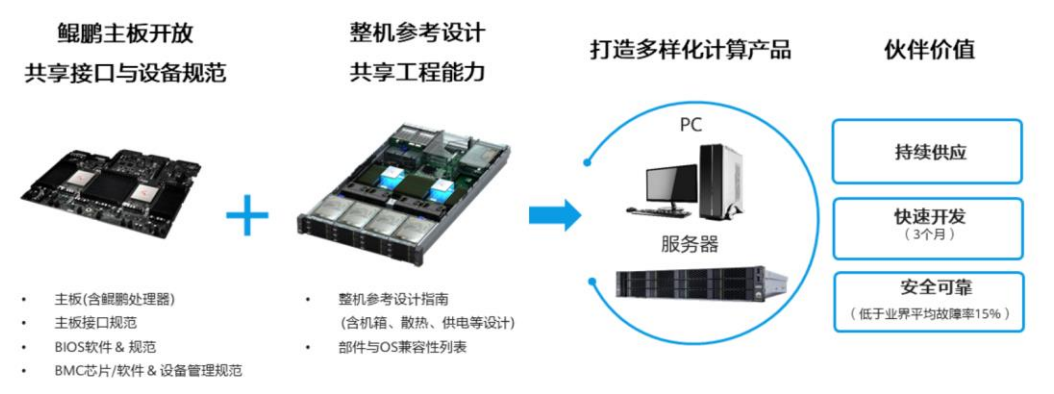 鲲鹏主板开放
共享接口与设备规范
主板(含鲲鹏处理器)
主板接口规范
BIOS软件 & 规范
BMC芯片/软件 & 设备管理规范
整机参考设计
共享工程能力
整机参考设计指南
(含机箱、散热、供电等设计)
部件与OS兼容性列表
打造多样化计算产品
PC
服务器
伙伴价值
持续供应
快速开发
（3个月）
安全可靠
（低于业界平均故障率15%）